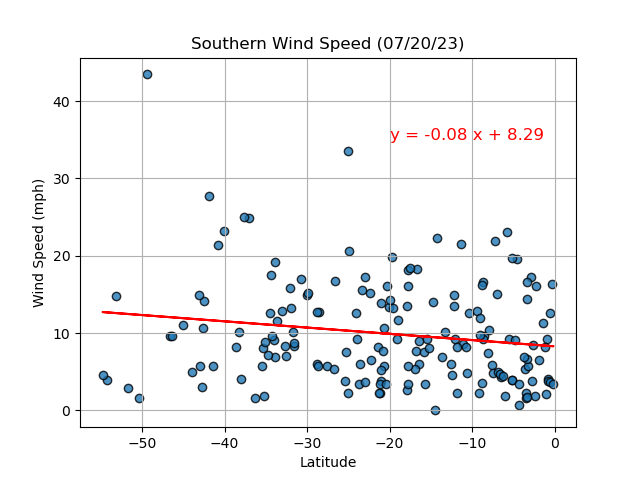 Southern Wind Speed (07/20/23)
y = -0.08 x + 8.29
Wind Speed (mph)
40
30
20
10
0
−50 −40 −30 −20 −10 0
Latitude